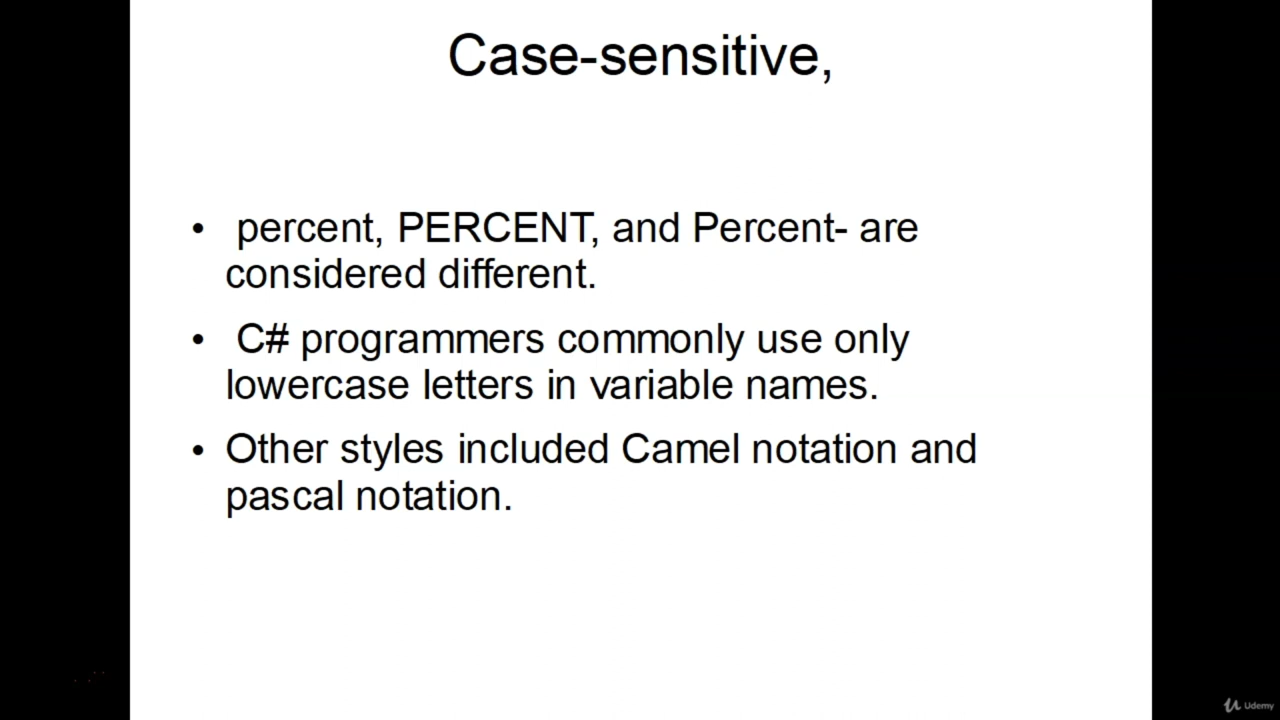 Case-sensitive,
• percent, PERCENT, and Percent- are
considered different.
• C# programmers commonly use only
lowercase letters in variable names.
• Other styles included Camel notation and
pascal notation.
Udemy